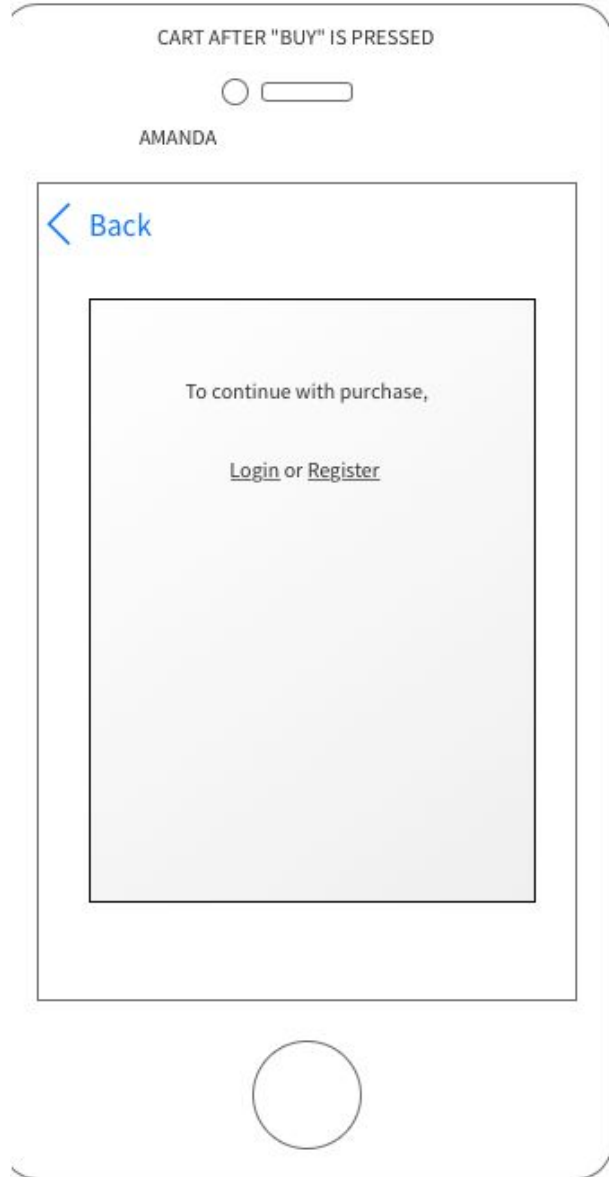 CART AFTER "BUY" IS PRESSED
AMANDA
Back
To continue with purchase,
Login or Register